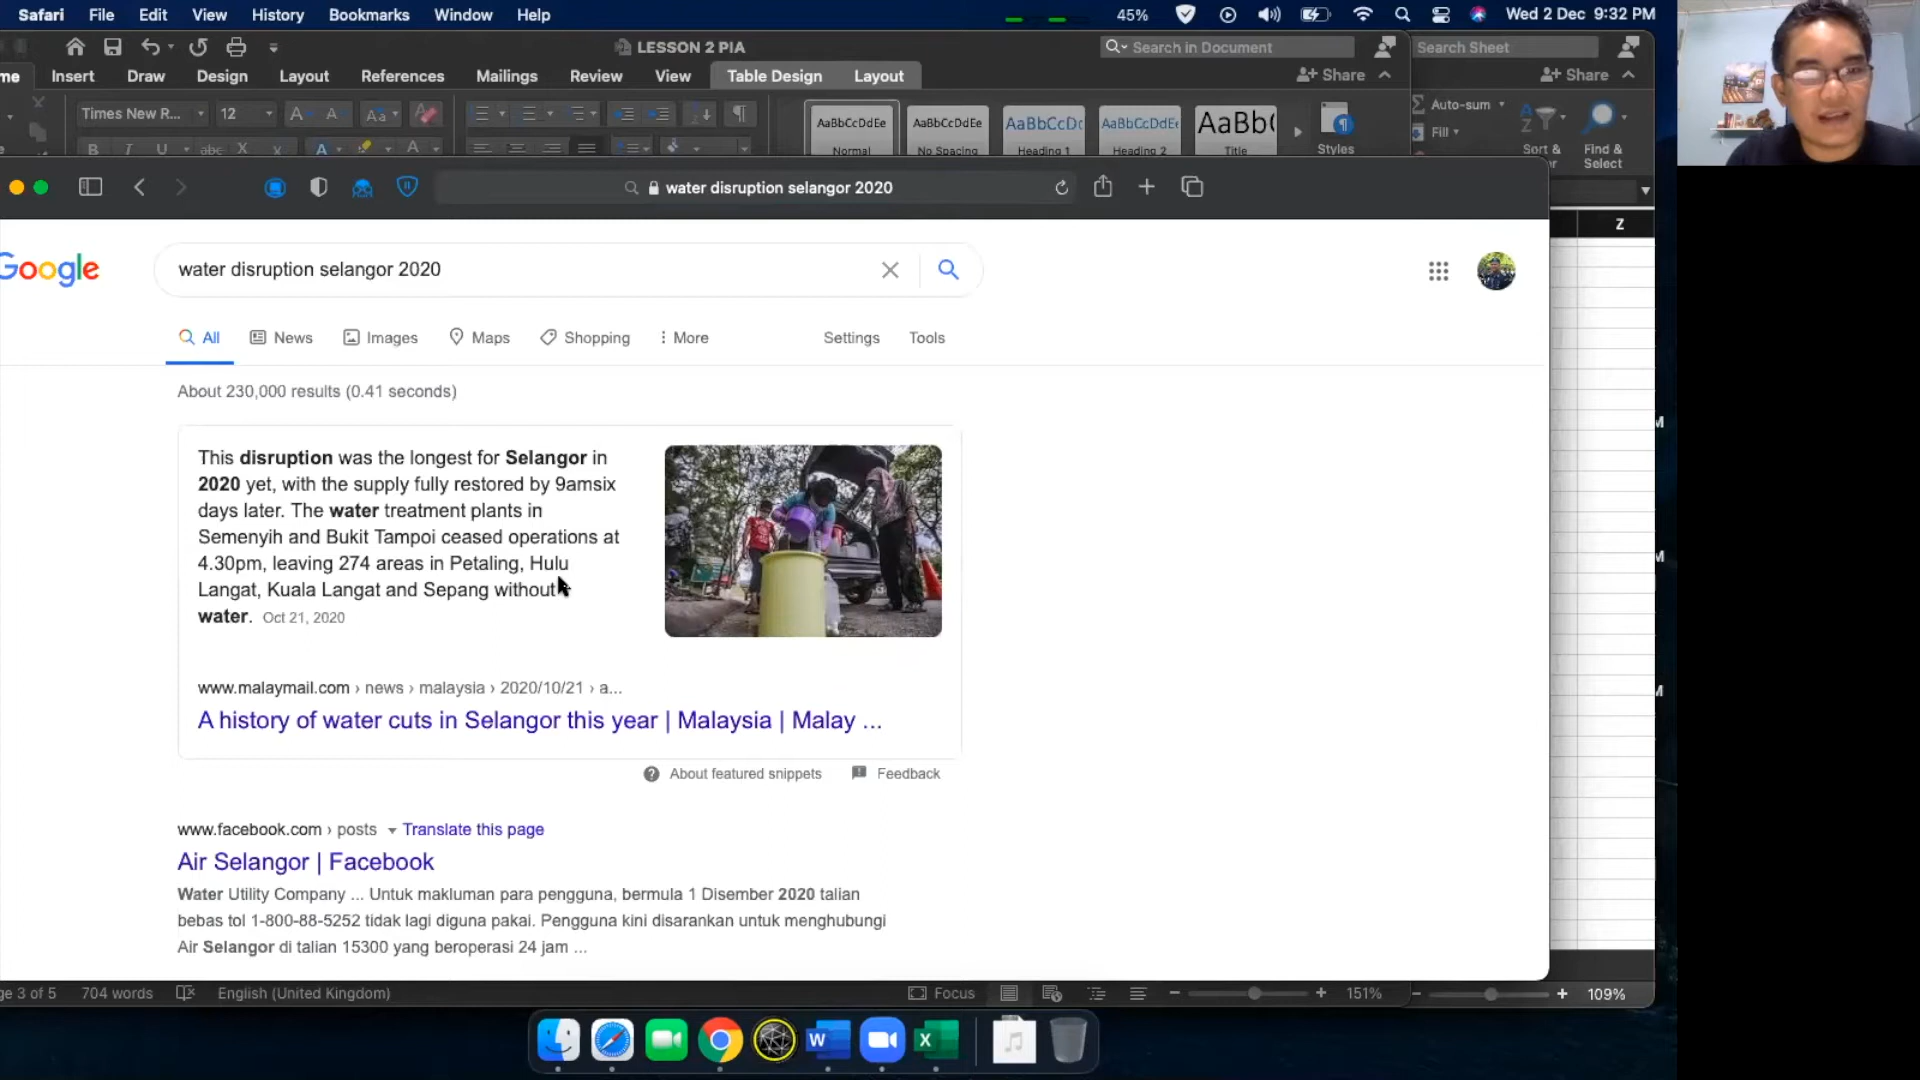 Safari File Edit View History Bookmarks Window Help 45% Wed 2 Dec 9:32 PM
LESSON 2 PIA Search in Document Search Sheet
me Insert Draw Design Layout References Mailings Review View Table Design Layout Share Share
Times New R... 12 Aa
AaBbCcDdEe AaBbCcDdEe AaBbCcDc AaBbCcDdE AaBb(
Normal No Spacing Heading 1 Heading 2 Title Styles
Auto-sum
Fill
Sort & Find &
er Select
water disruption selangor 2020
Z
Google water disruption selangor 2020
All News Images Maps Shopping More Settings Tools
About 230,000 results (0.41 seconds)
This disruption was the longest for Selangor in
2020 yet, with the supply fully restored by 9amsix
days later. The water treatment plants in
Semenyih and Bukit Tampoi ceased operations at
4.30pm, leaving 274 areas in Petaling, Hulu
Langat, Kuala Langat and Sepang without
water. Oct 21, 2020
www.malaymail.com › news › malaysia › 2020/10/21 › a...
A history of water cuts in Selangor this year | Malaysia | Malay ...
About featured snippets Feedback
www.facebook.com › posts Translate this page
Air Selangor | Facebook
Water Utility Company ... Untuk makluman para pengguna, bermula 1 Disember 2020 talian
bebas tol 1-800-88-5252 tidak lagi diguna pakai. Pengguna kini disarankan untuk menghubungi
Air Selangor di talian 15300 yang beroperasi 24 jam ...
ge 3 of 5 704 words English (United Kingdom) Focus 151% 109%